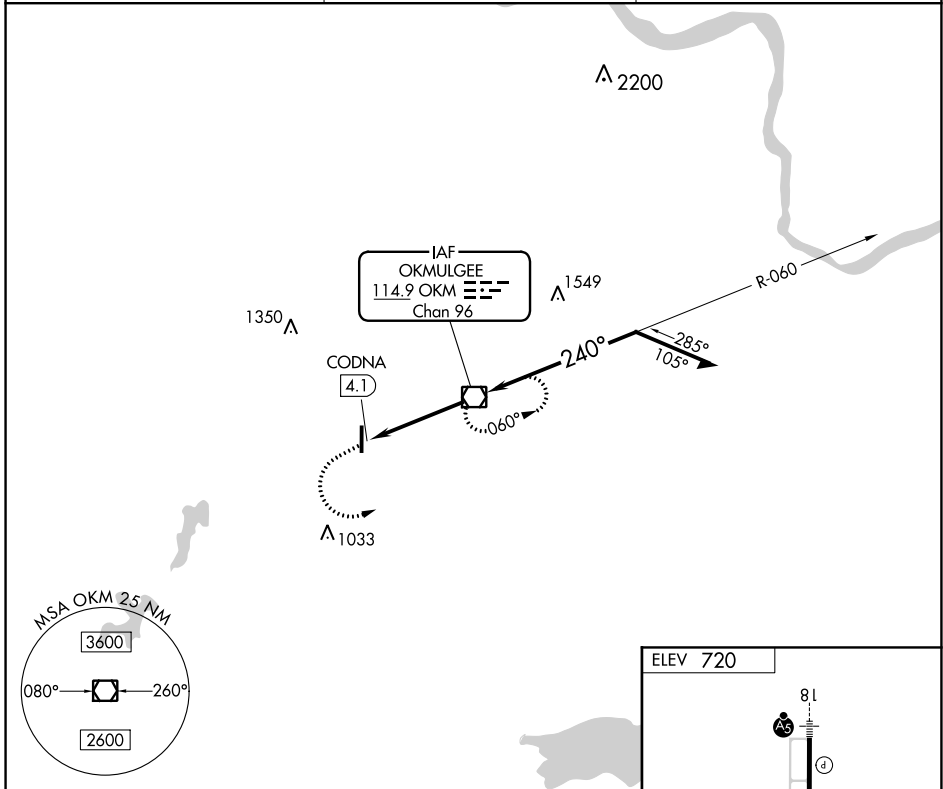 2200
R-060
IAF
OKMULGEE
114.9 OKM
Chan 96
1549
1350
285°
105°
240°
CODNA
4.1
060°
1033
MSA OKM 25 NM
3600
080° 260°
2600
ELEV 720
18
A5
P